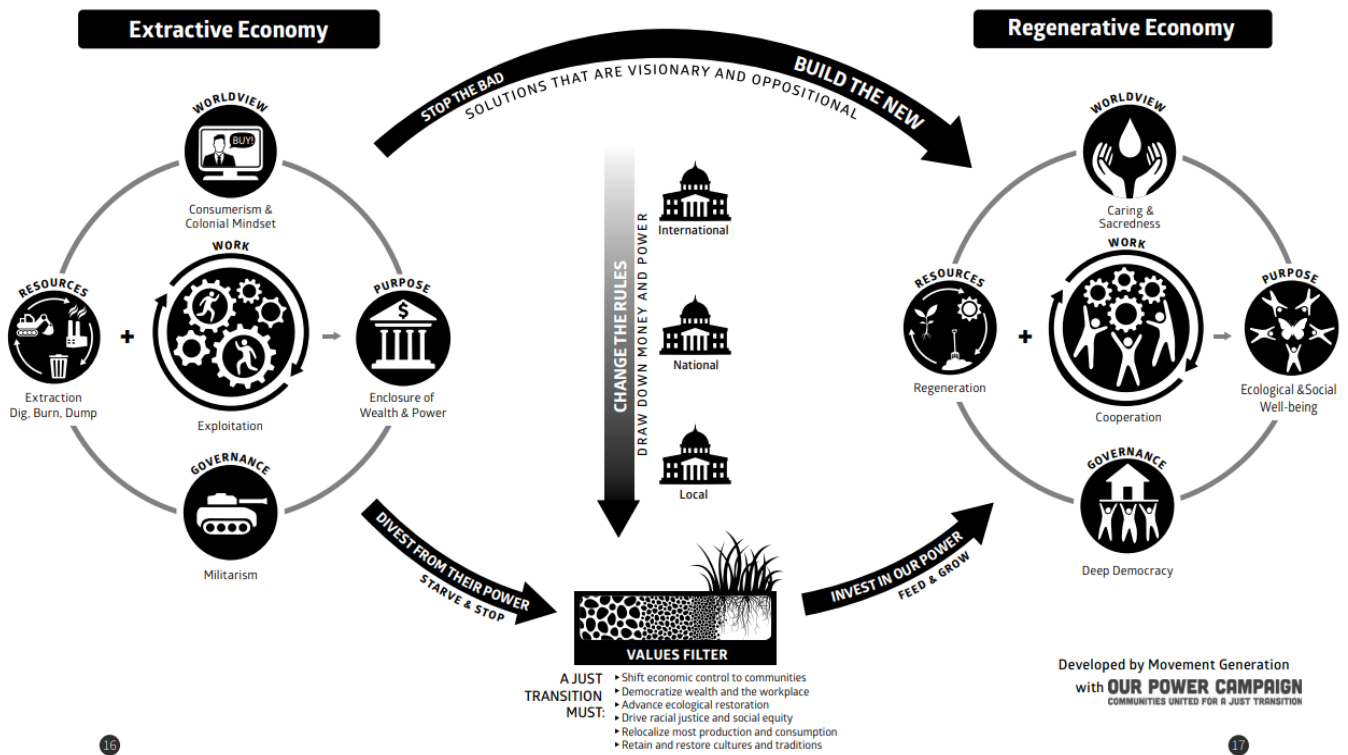 Extractive Economy
WORLDVIEW
BUY!
Consumerism &
Colonial Mindset
WORK
RESOURCES
PURPOSE
$
Extraction
Dig, Burn, Dump
Exploitation
Enclosure of
Wealth & Power
GOVERNANCE
Militarism
STOP THE BAD
BUILD THE NEW
SOLUTIONS THAT ARE VISIONARY AND OPPOSITIONAL
CHANGE THE RULES
DRAW DOWN MONEY AND POWER
International
National
Local
DIVEST FROM THEIR POWER
STARVE & STOP
VALUES FILTER
A JUST
TRANSITION
MUST:
‣ Shift economic control to communities
‣ Democratize wealth and the workplace
‣ Advance ecological restoration
‣ Drive racial justice and social equity
‣ Relocalize most production and consumption
‣ Retain and restore cultures and traditions
INVEST IN OUR POWER
FEED & GROW
Regenerative Economy
WORLDVIEW
Caring &
Sacredness
WORK
RESOURCES
PURPOSE
Regeneration
Cooperation
Ecological &Social
Well-being
GOVERNANCE
Deep Democracy
Developed by Movement Generation
with OUR POWER CAMPAIGN
COMMUNITIES UNITED FOR A JUST TRANSITION
16
17